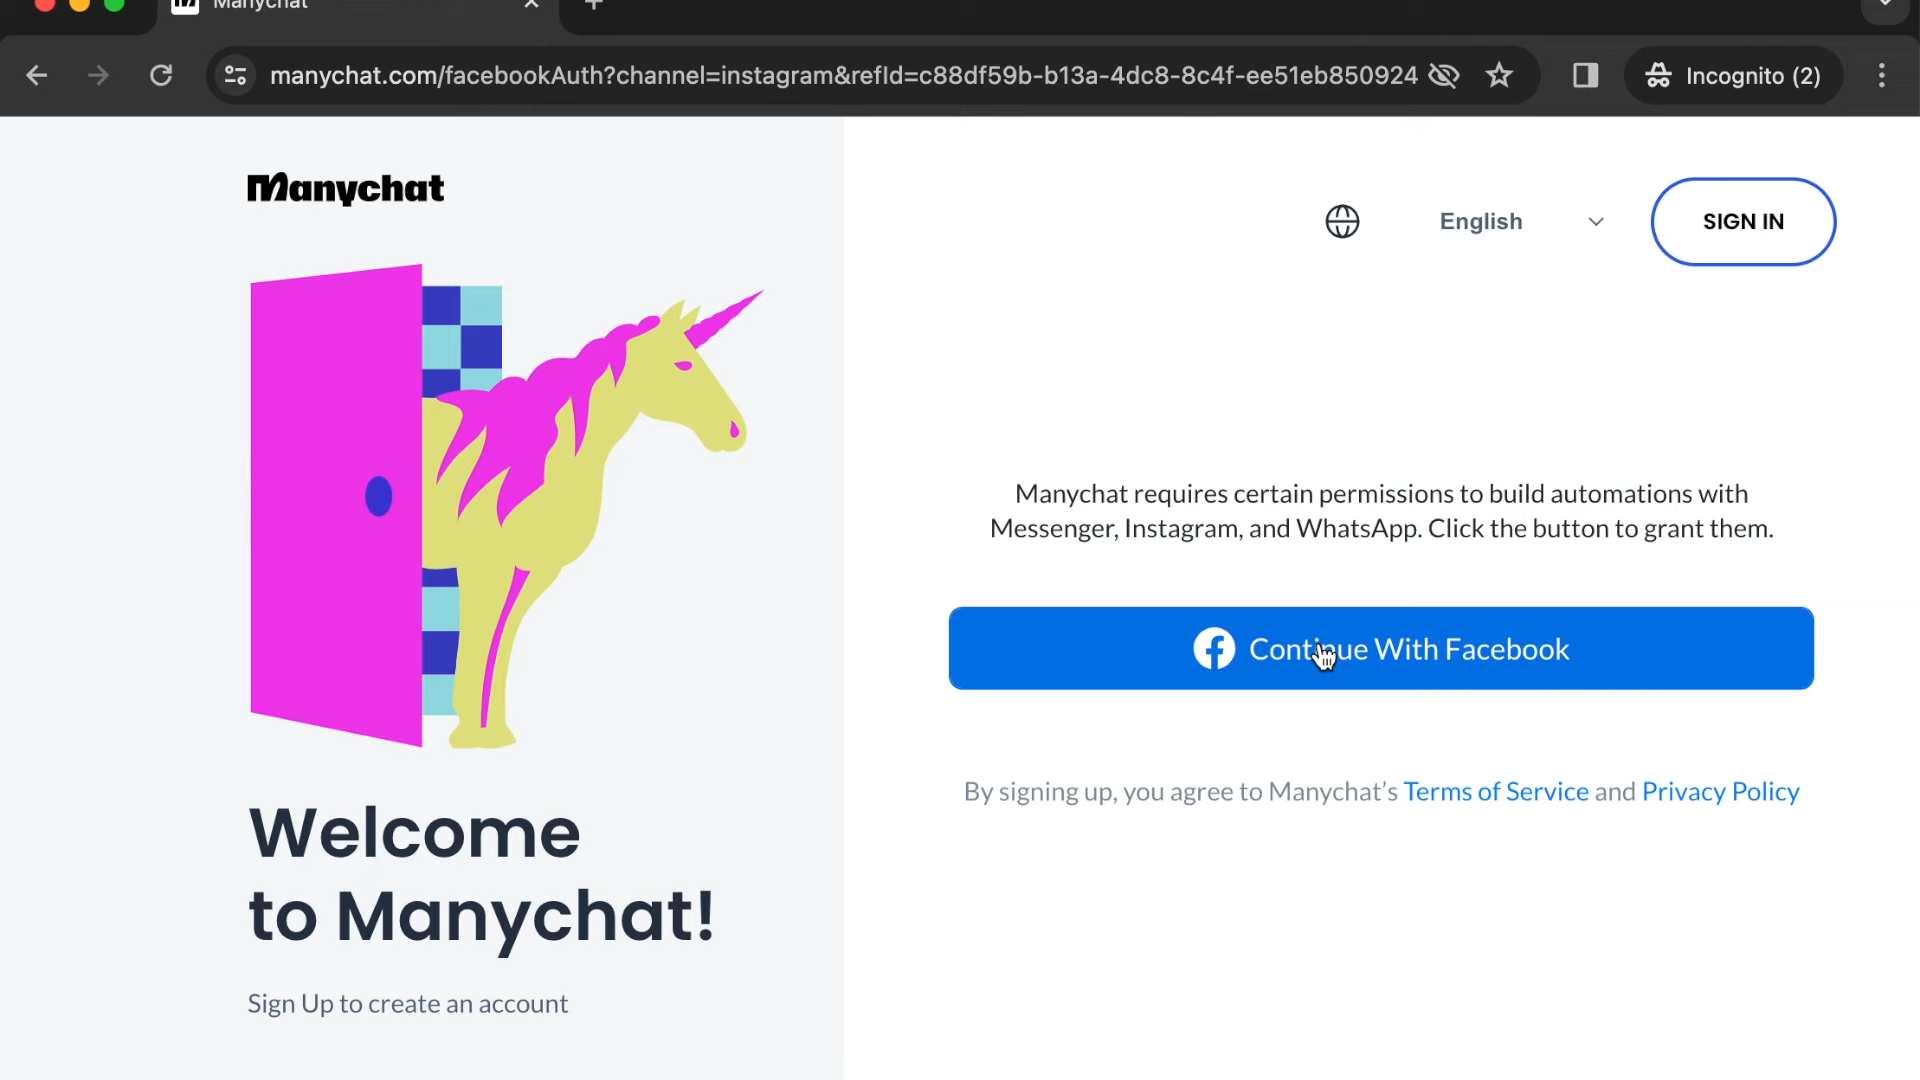 Manychat
manychat.com/facebookAuth?channel=instagram&refId=c88df59b-b13a-4dc8-8c4f-ee51eb850924
Incognito (2)
Manychat
English
SIGN IN
Manychat requires certain permissions to build automations with
Messenger, Instagram, and WhatsApp. Click the button to grant them.
Continue With Facebook
By signing up, you agree to Manychat's Terms of Service and Privacy Policy
Welcome
to Manychat!
Sign Up to create an account